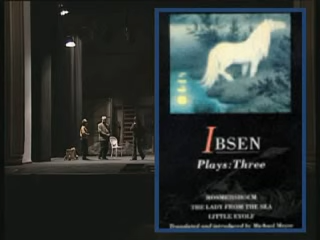 IBSEN
Plays: Three
ROSMERSHOLM
THE LADY FROM THE SEA
LITTLE EYOLF
Translated and introduced by Michael Meyer